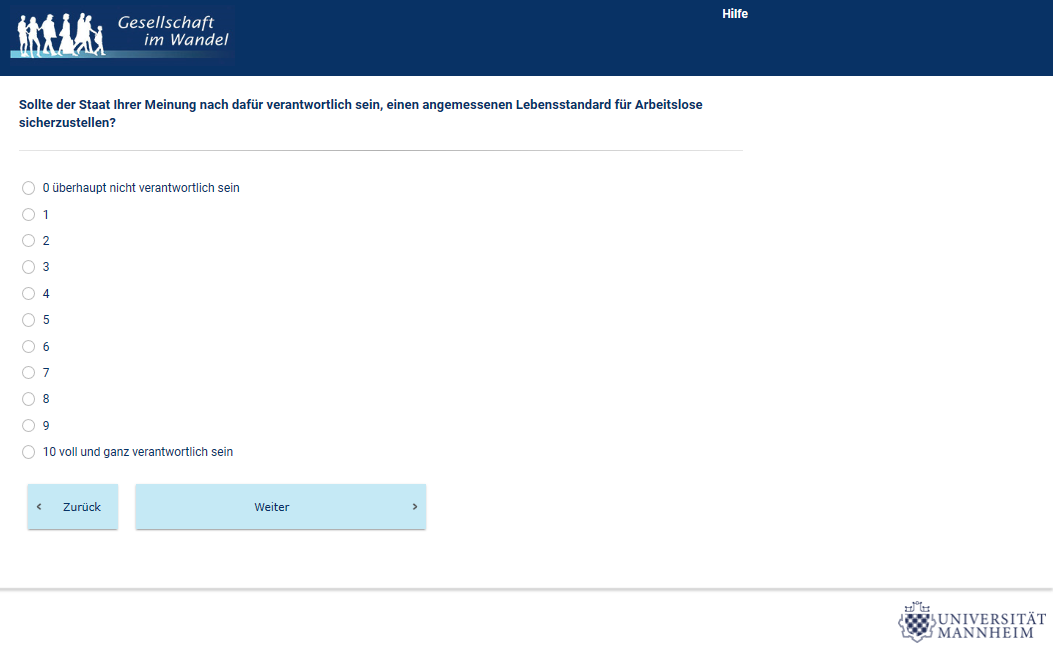 Gesellschaft
im Wandel
Hilfe
Sollte der Staat Ihrer Meinung nach dafür verantwortlich sein, einen angemessenen Lebensstandard für Arbeitslose
sicherzustellen?
0 überhaupt nicht verantwortlich sein
1
2
3
4
5
6
7
8
9
10 voll und ganz verantwortlich sein
‹ Zurück
Weiter ›
UNIVERSITÄT
MANNHEIM